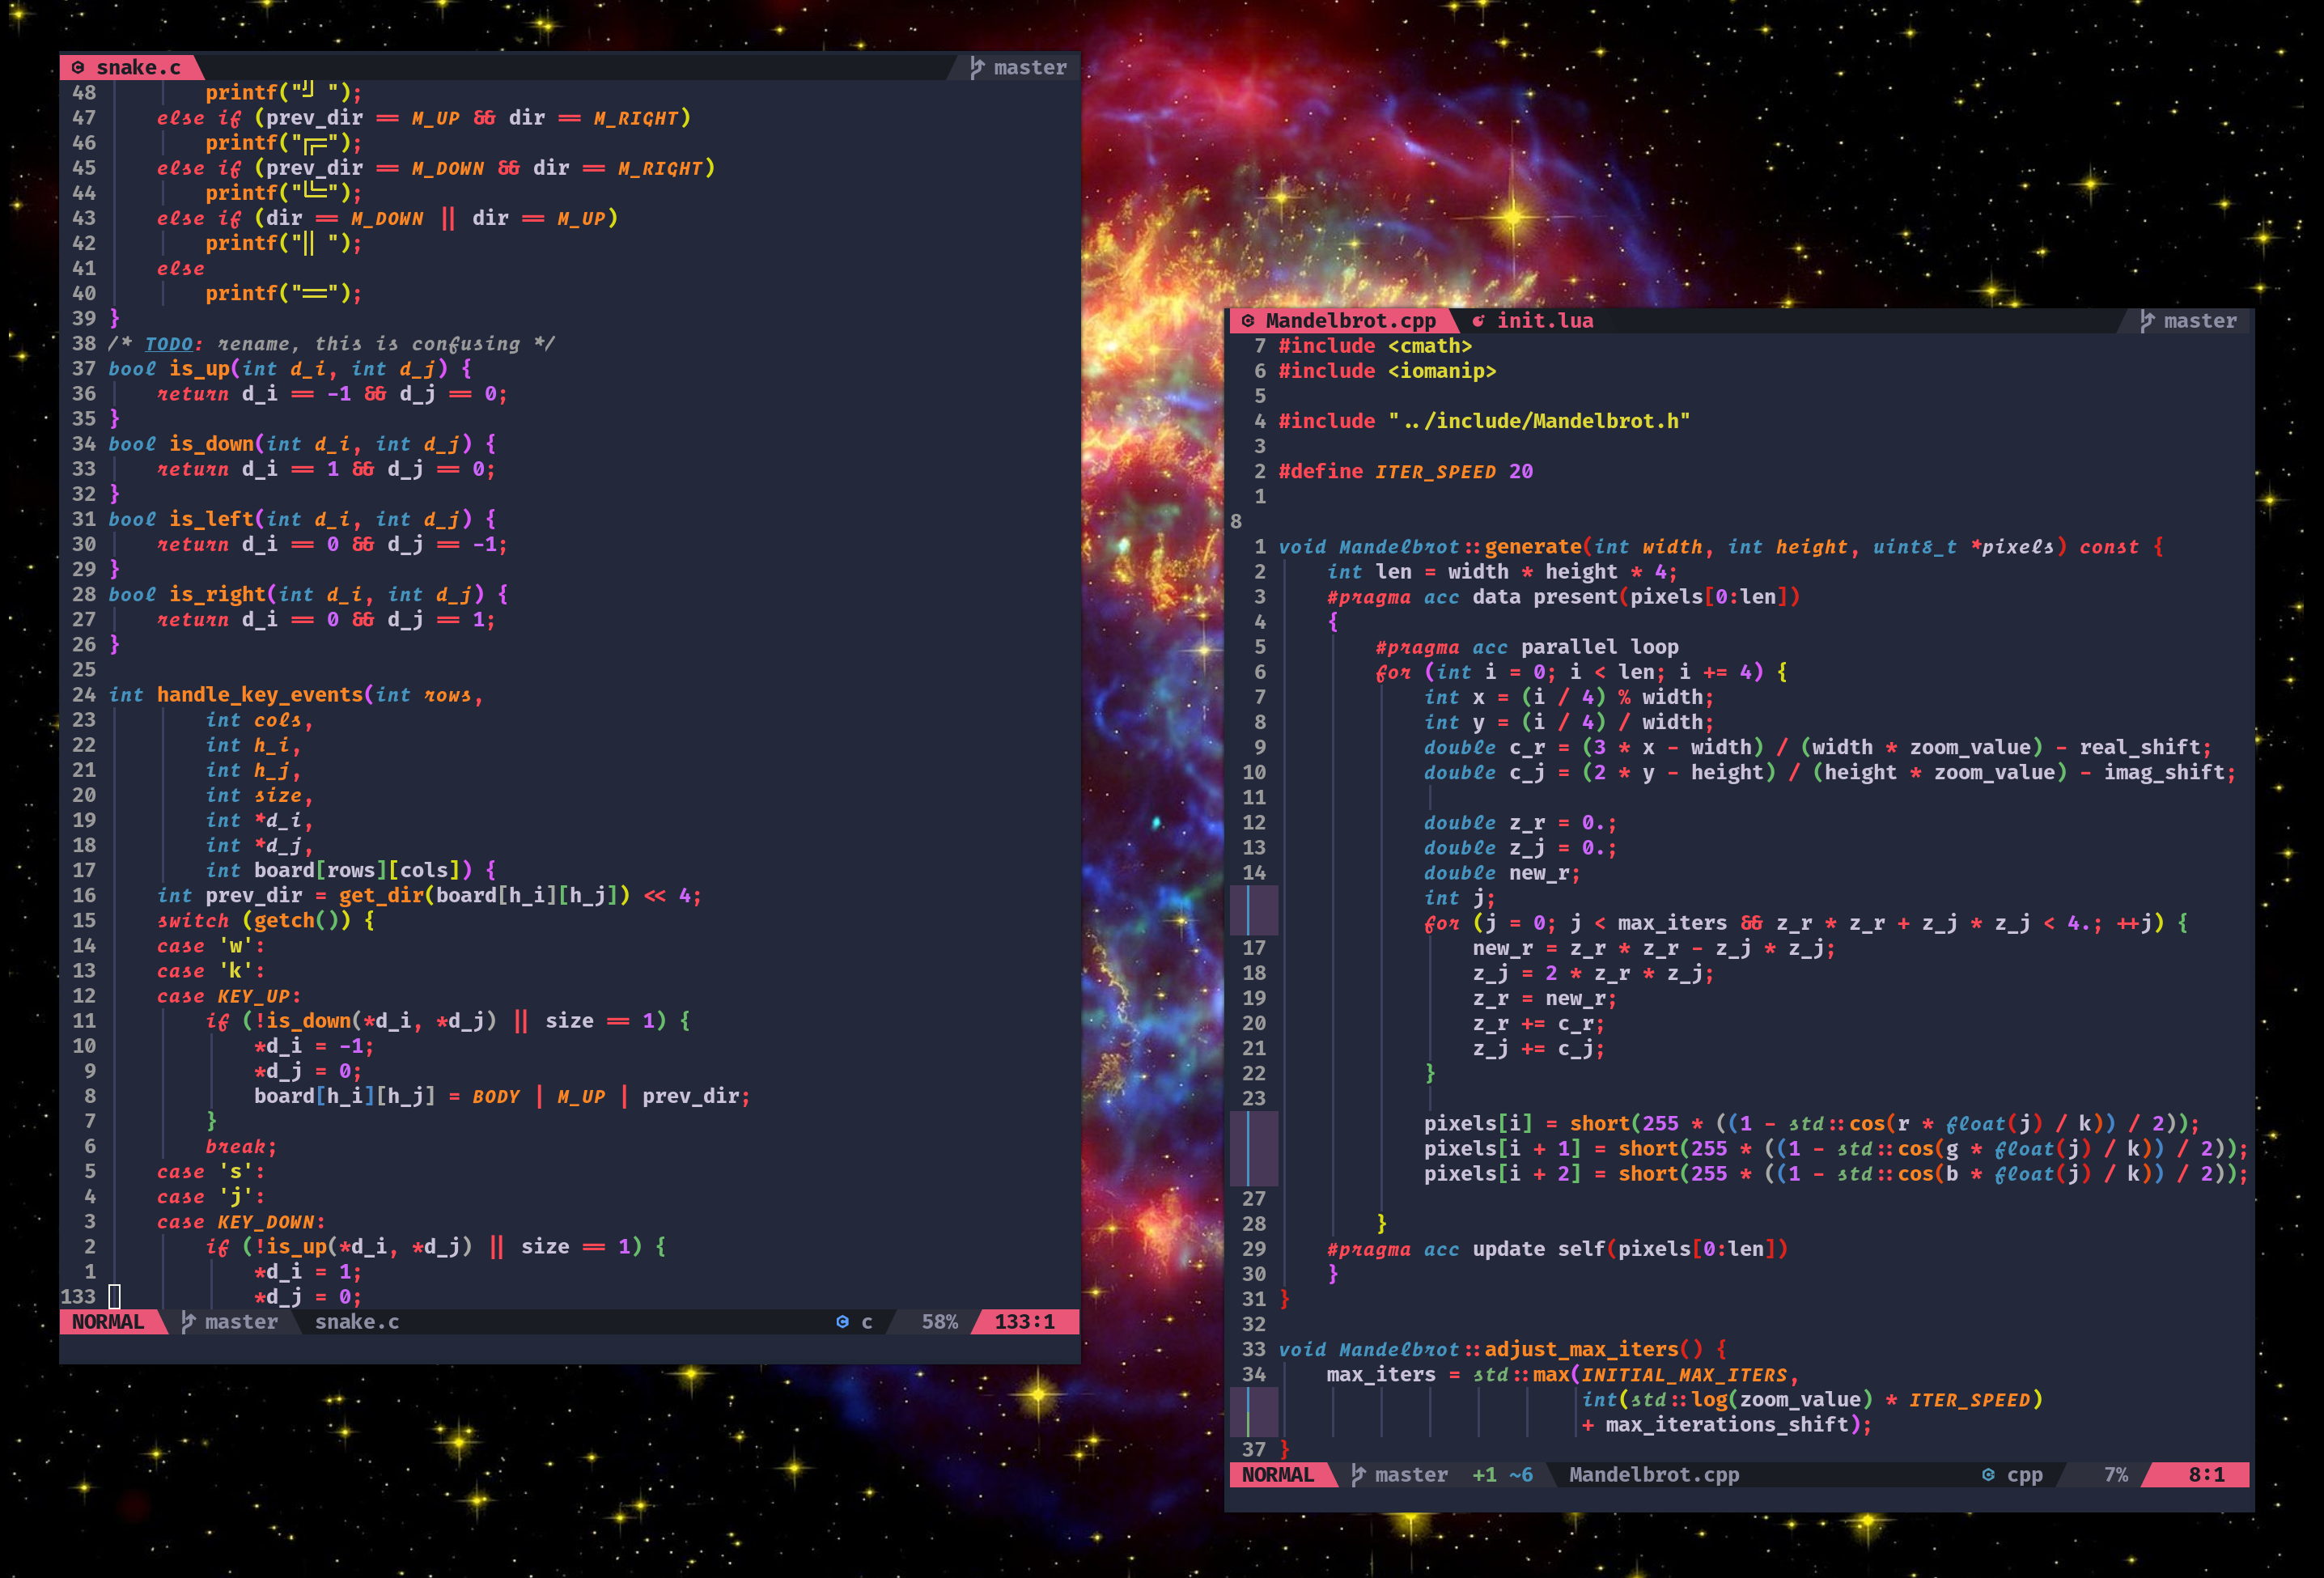 snake.c master
48 printf("╝ ");
47 else if (prev_dir == M_UP && dir == M_RIGHT)
46 printf("╔═");
45 else if (prev_dir == M_DOWN && dir == M_RIGHT)
44 printf("╚═");
43 else if (dir == M_DOWN || dir == M_UP)
42 printf("║ ");
41 else
40 printf("══");
39 }
38 /* TODO: rename, this is confusing */
37 bool is_up(int d_i, int d_j) {
36 return d_i == -1 && d_j == 0;
35 }
34 bool is_down(int d_i, int d_j) {
33 return d_i == 1 && d_j == 0;
32 }
31 bool is_left(int d_i, int d_j) {
30 return d_i == 0 && d_j == -1;
29 }
28 bool is_right(int d_i, int d_j) {
27 return d_i == 0 && d_j == 1;
26 }
25
24 int handle_key_events(int rows,
23 int cols,
22 int h_i,
21 int h_j,
20 int size,
19 int *d_i,
18 int *d_j,
17 int board[rows][cols]) {
16 int prev_dir = get_dir(board[h_i][h_j]) << 4;
15 switch (getch()) {
14 case 'w':
13 case 'k':
12 case KEY_UP:
11 if (!is_down(*d_i, *d_j) || size == 1) {
10 *d_i = -1;
9 *d_j = 0;
8 board[h_i][h_j] = BODY | M_UP | prev_dir;
7 }
6 break;
5 case 's':
4 case 'j':
3 case KEY_DOWN:
2 if (!is_up(*d_i, *d_j) || size == 1) {
1 *d_i = 1;
133 *d_j = 0;
NORMAL master snake.c c 58% 133:1
Mandelbrot.cpp init.lua master
7 #include <cmath>
6 #include <iomanip>
5
4 #include "../include/Mandelbrot.h"
3
2 #define ITER_SPEED 20
1
8
1 void Mandelbrot::generate(int width, int height, uint8_t *pixels) const {
2 int len = width * height * 4;
3 #pragma acc data present(pixels[0:len])
4 {
5 #pragma acc parallel loop
6 for (int i = 0; i < len; i += 4) {
7 int x = (i / 4) % width;
8 int y = (i / 4) / width;
9 double c_r = (3 * x - width) / (width * zoom_value) - real_shift;
10 double c_j = (2 * y - height) / (height * zoom_value) - imag_shift;
11
12 double z_r = 0.;
13 double z_j = 0.;
14 double new_r;
int j;
for (j = 0; j < max_iters && z_r * z_r + z_j * z_j < 4.; ++j) {
17 new_r = z_r * z_r - z_j * z_j;
18 z_j = 2 * z_r * z_j;
19 z_r = new_r;
20 z_r += c_r;
21 z_j += c_j;
22 }
23
pixels[i] = short(255 * ((1 - std::cos(r * float(j) / k)) / 2));
pixels[i + 1] = short(255 * ((1 - std::cos(g * float(j) / k)) / 2));
pixels[i + 2] = short(255 * ((1 - std::cos(b * float(j) / k)) / 2));
27
28 }
29 #pragma acc update self(pixels[0:len])
30 }
31 }
32
33 void Mandelbrot::adjust_max_iters() {
34 max_iters = std::max(INITIAL_MAX_ITERS,
int(std::log(zoom_value) * ITER_SPEED)
+ max_iterations_shift);
37 }
NORMAL master +1 ~6 Mandelbrot.cpp cpp 7% 8:1